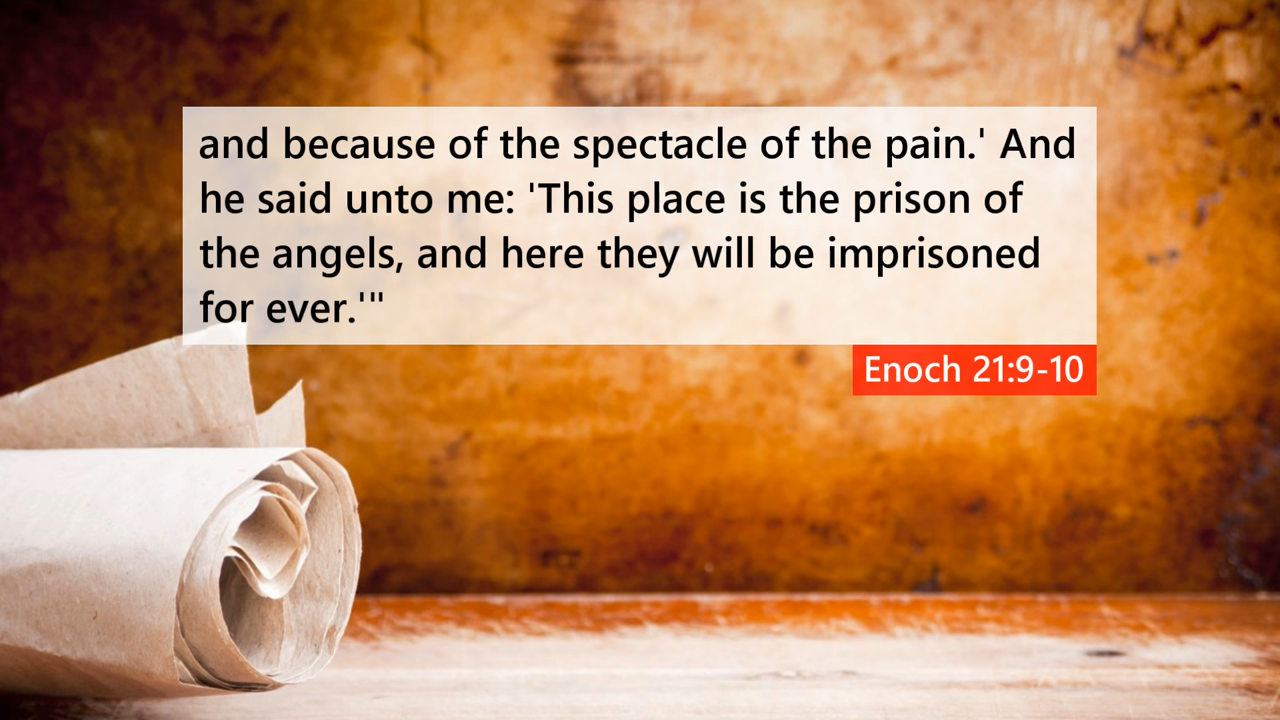 and because of the spectacle of the pain.' And
he said unto me: 'This place is the prison of
the angels, and here they will be imprisoned
for ever.'"
Enoch 21:9-10